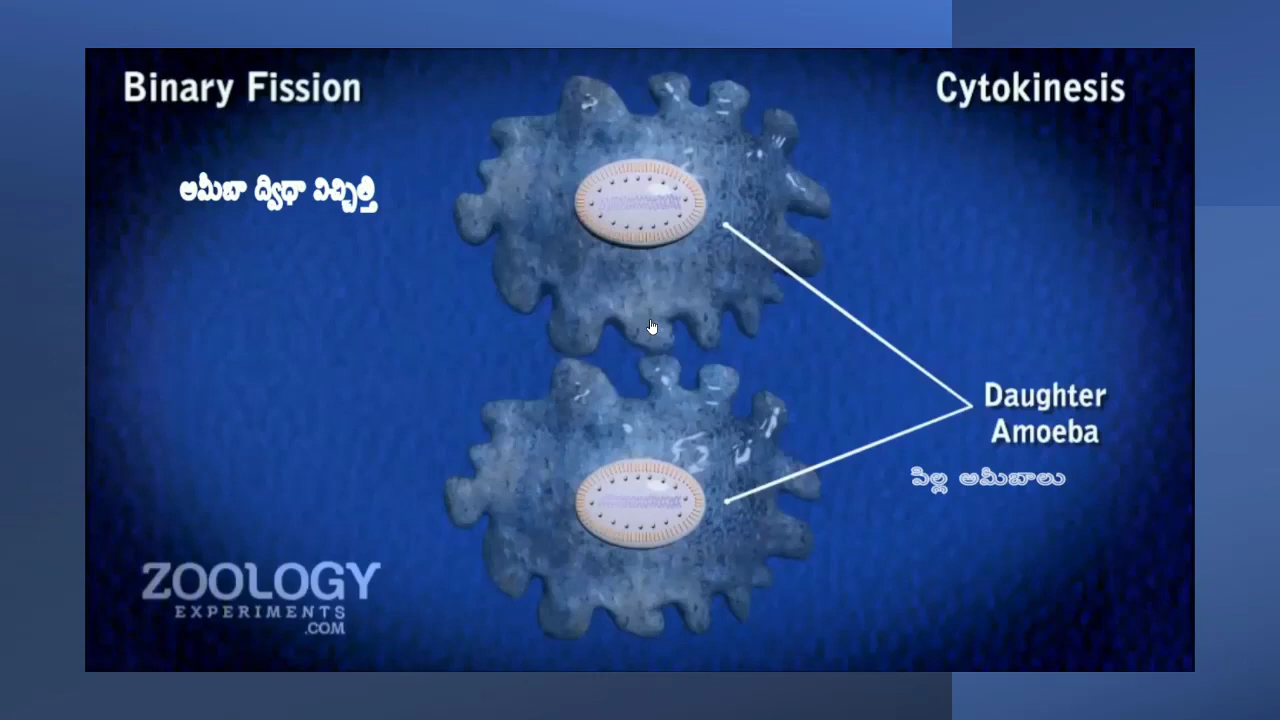 Binary Fission
Cytokinesis
అమీబా ద్విధా విచ్ఛిత్తి
Daughter
Amoeba
పిల్ల అమీబాలు
ZOOLOGY
EXPERIMENTS
.COM